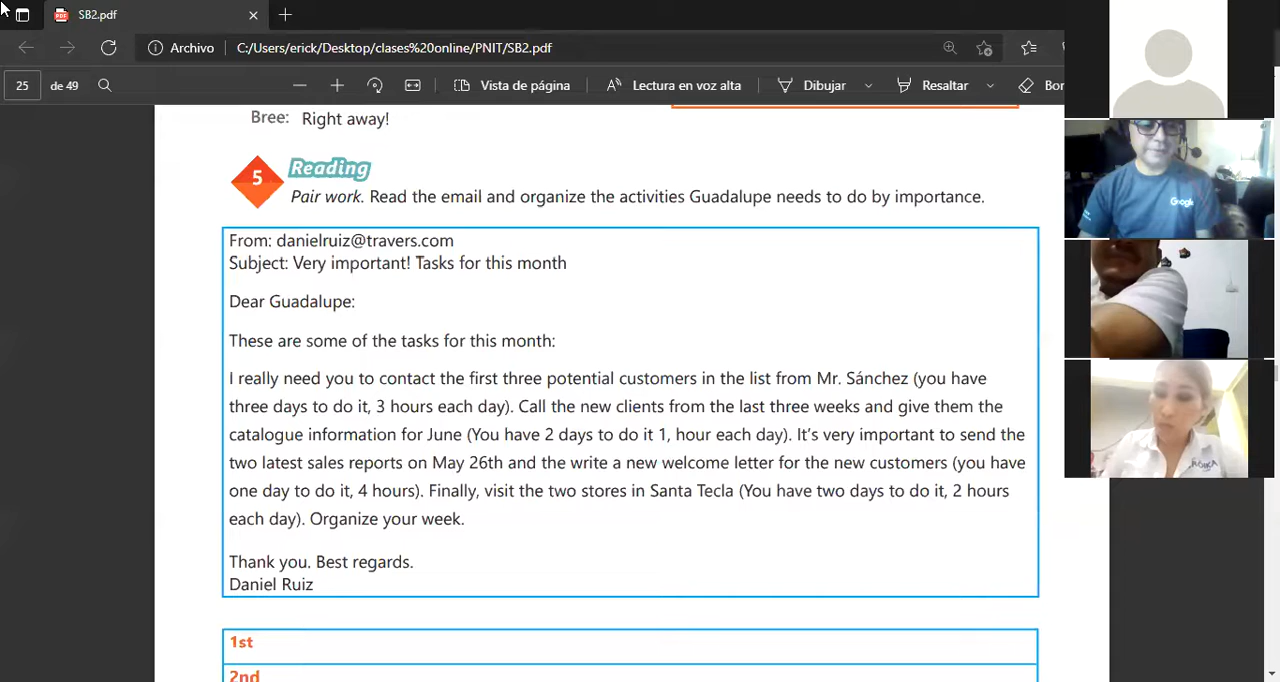 SB2.pdf
Archivo
C:/Users/erick/Desktop/clases%20online/PNIT/SB2.pdf
25
de 49
Vista de página
Lectura en voz alta
Dibujar
Resaltar
Bor
Bree: Right away!
5
Reading
Pair work. Read the email and organize the activities Guadalupe needs to do by importance.
From: danielruiz@travers.com
Subject: Very important! Tasks for this month
Dear Guadalupe:
These are some of the tasks for this month:
I really need you to contact the first three potential customers in the list from Mr. Sánchez (you have
three days to do it, 3 hours each day). Call the new clients from the last three weeks and give them the
catalogue information for June (You have 2 days to do it 1, hour each day). It's very important to send the
two latest sales reports on May 26th and the write a new welcome letter for the new customers (you have
one day to do it, 4 hours). Finally, visit the two stores in Santa Tecla (You have two days to do it, 2 hours
each day). Organize your week.
Thank you. Best regards.
Daniel Ruiz
1st
2nd
Google